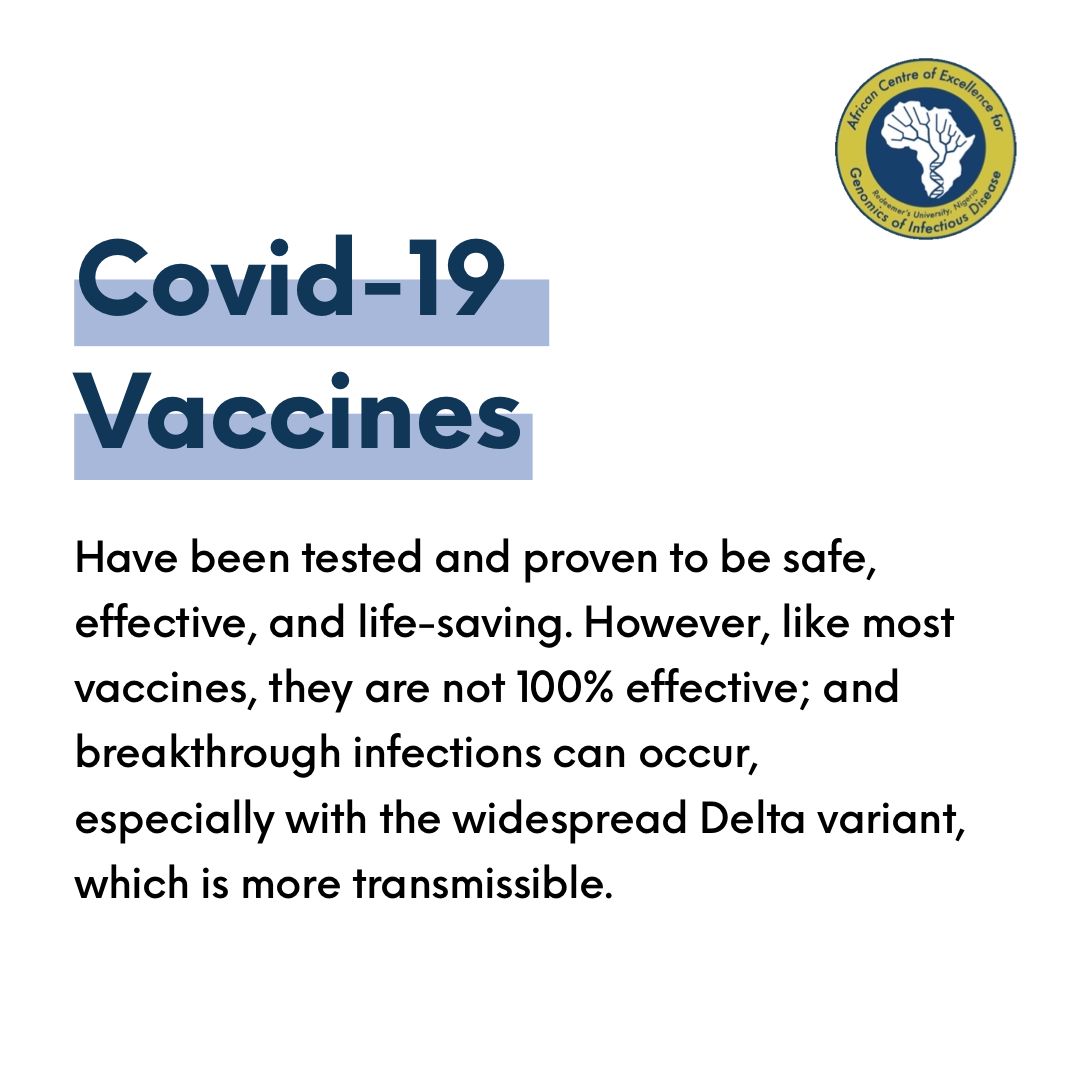 African Centre of Excellence for
Genomics of Infectious Disease
Redeemer's University, Nigeria
Covid-19
Vaccines
Have been tested and proven to be safe,
effective, and life-saving. However, like most
vaccines, they are not 100% effective; and
breakthrough infections can occur,
especially with the widespread Delta variant,
which is more transmissible.